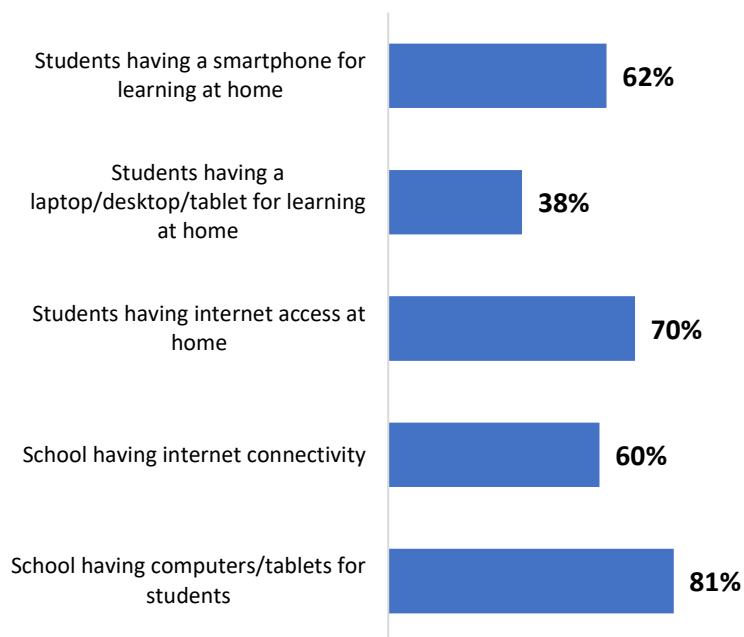 Students having a smartphone for
learning at home
62%
Students having a
laptop/desktop/tablet for learning
at home
38%
Students having internet access at
home
70%
School having internet connectivity
60%
School having computers/tablets for
students
81%